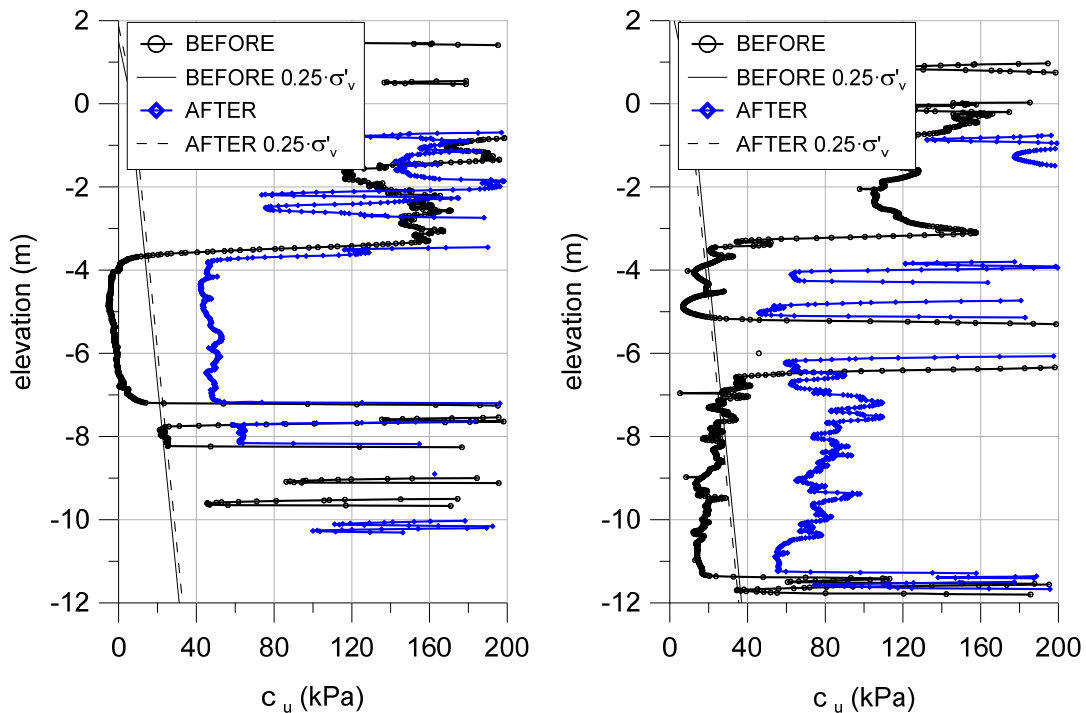 2
0
-2
-4
-6
-8
-10
-12
elevation (m)
0 40 80 120 160 200
c u (kPa)
BEFORE
BEFORE 0.25·σ'v
AFTER
AFTER 0.25·σ'v
2
0
-2
-4
-6
-8
-10
-12
elevation (m)
0 40 80 120 160 200
c u (kPa)
BEFORE
BEFORE 0.25·σ'v
AFTER
AFTER 0.25·σ'v